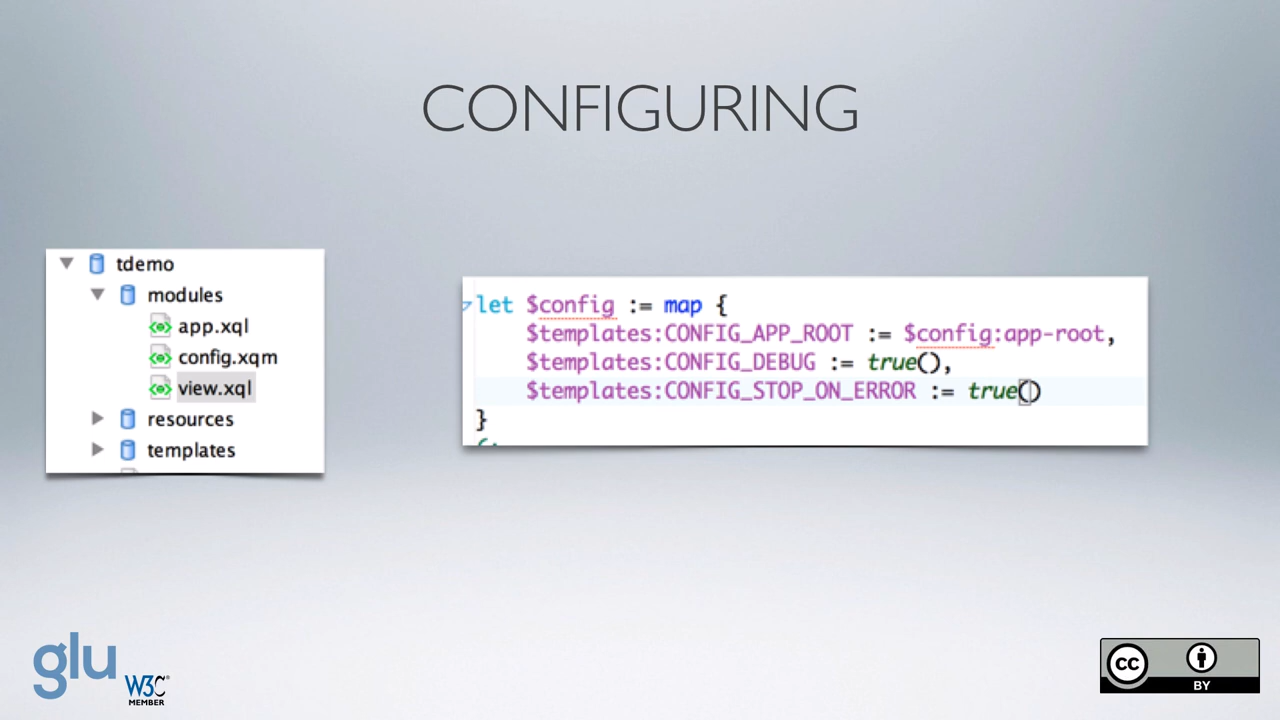 CONFIGURING
tdemo
modules
app.xql
config.xqm
view.xql
resources
templates
let $config := map {
$templates:CONFIG_APP_ROOT := $config:app-root,
$templates:CONFIG_DEBUG := true(),
$templates:CONFIG_STOP_ON_ERROR := true()
}
glu
W3C®
MEMBER
cc
BY